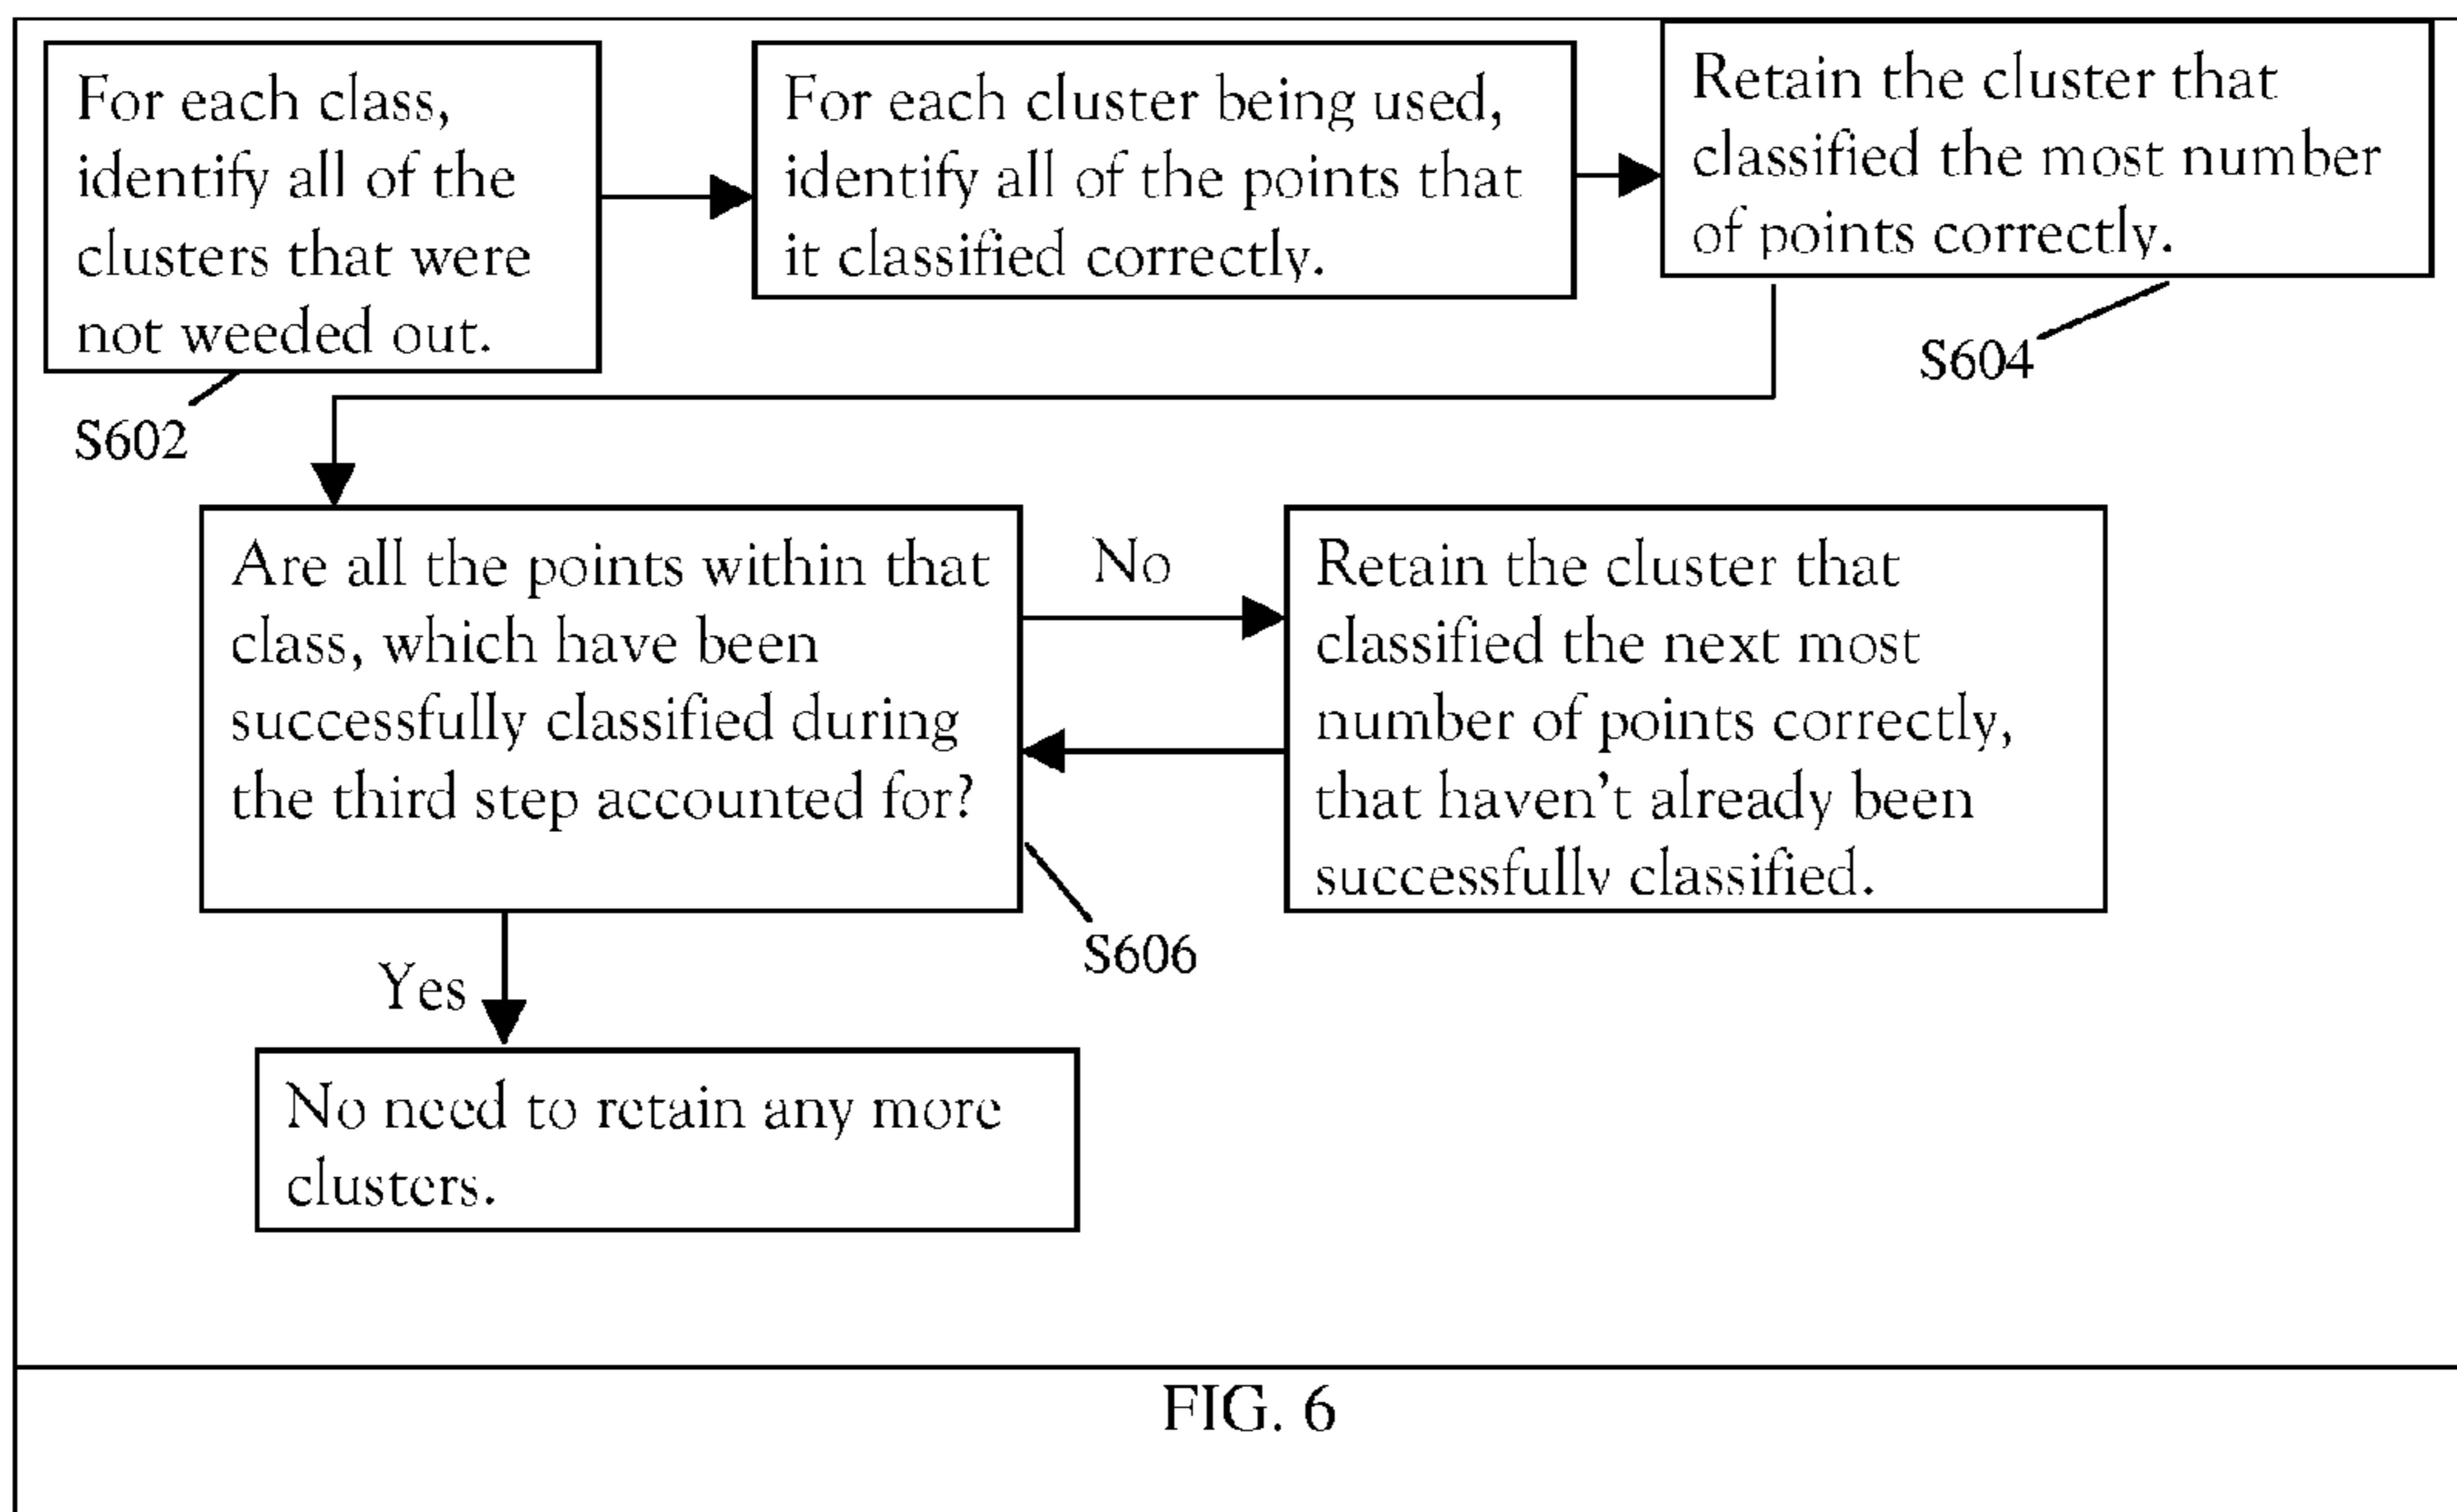 For each class,
identify all of the
clusters that were
not weeded out.
For each cluster being used,
identify all of the points that
it classified correctly.
Retain the cluster that
classified the most number
of points correctly.
S604
S602
Are all the points within that
class, which have been
successfully classified during
the third step accounted for?
No
Retain the cluster that
classified the next most
number of points correctly,
that haven't already been
successfully classified.
S606
Yes
No need to retain any more
clusters.
FIG. 6